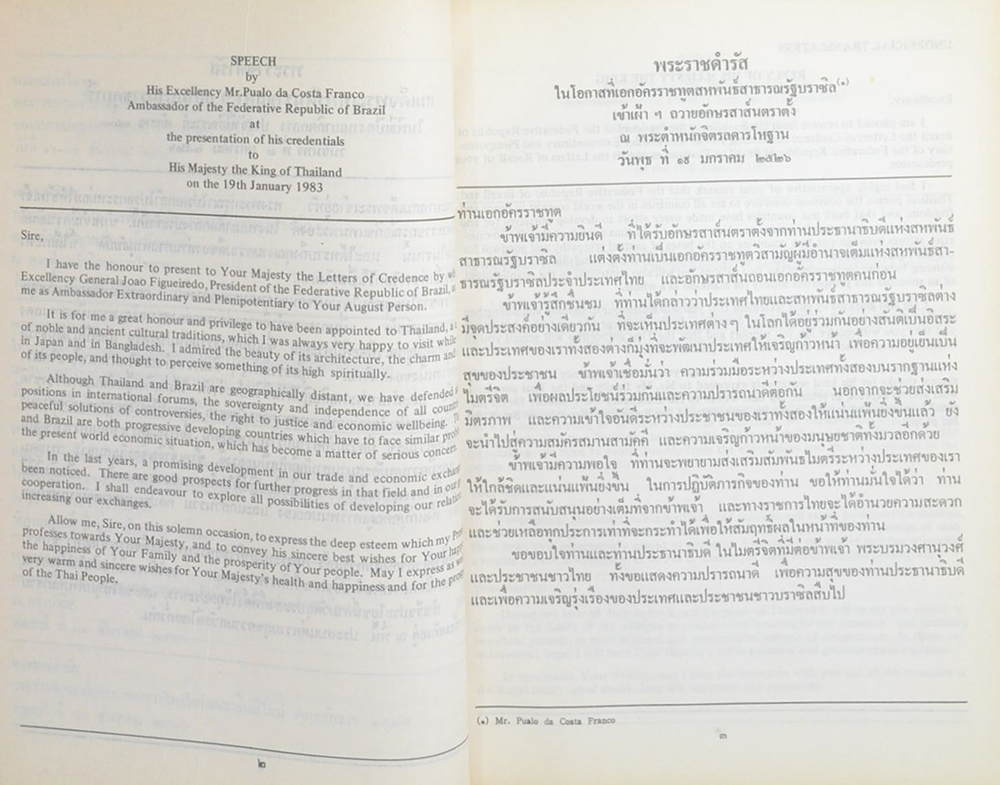 SPEECH
by
His Excellency Mr.Pualo da Costa Franco
Ambassador of the Federative Republic of Brazil
at
the presentation of his credentials
to
His Majesty the King of Thailand
on the 19th January 1983
Sire,
I have the honour to present to Your Majesty the Letters of Credence by
Excellency General Joao Figueiredo, President of the Federative Republic of Brazil,
me as Ambassador Extraordinary and Plenipotentiary to Your August Person.
It is for me a great honour and privilege to have been appointed to Thailand,
of noble and ancient cultural traditions, which I was always very happy to visit while
in Japan and in Bangladesh. I admired the beauty of its architecture, the charm and
of its people, and thought to perceive something of its high spiritually.
Although Thailand and Brazil are geographically distant, we have defended
positions in international forums, the sovereignty and independence of all
peaceful solutions of controversies, the right to justice and economic wellbeing.
and Brazil are both progressive developing countries which have to face similar
the present world economic situation, which has become a matter of serious concern.
In the last years, a promising development in our trade and economic
been noticed. There are good prospects for further progress in that field and in our
cooperation. I shall endeavour to explore all possibilities of developing our
increasing our exchanges.
Allow me, Sire, on this solemn occasion, to express the deep esteem which my
professes towards Your Majesty, and to convey his sincere best wishes for Your
the happiness of Your Family and the prosperity of Your people. May I express as
very warm and sincere wishes for Your Majesty's health and happiness and for the
of the Thai People.
๒
พระราชดำรัส
ในโอกาสที่เอกอัครราชทูตสหพันธ์สาธารณรัฐบราซิล(๑)
เข้าเฝ้า ฯ ถวายอักษรสาส์นตราตั้ง
ณ พระตำหนักจิตรลดารโหฐาน
วันพุธ ที่ ๑๙ มกราคม ๒๕๒๖
ท่านเอกอัครราชทูต
ข้าพเจ้ามีความยินดี ที่ได้รับอักษรสาส์นตราตั้งจากท่านประธานาธิบดีแห่งสหพันธ์
สาธารณรัฐบราซิล แต่งตั้งท่านเป็นเอกอัครราชทูตวิสามัญผู้มีอำนาจเต็มแห่งสหพันธ์สา-
ธารณรัฐบราซิลประจำประเทศไทย และอักษรสาส์นถอนเอกอัครราชทูตคนก่อน
ข้าพเจ้ารู้สึกชื่นชม ที่ท่านได้กล่าวว่าประเทศไทยและสหพันธ์สาธารณรัฐบราซิลต่าง
มีจุดประสงค์อย่างเดียวกัน ที่จะเห็นประเทศต่าง ๆ ในโลกได้อยู่ร่วมกันอย่างสันติเป็นอิสระ
และประเทศของเราทั้งสองต่างก็มุ่งที่จะพัฒนาประเทศให้เจริญก้าวหน้า เพื่อความอยู่เย็นเป็น
สุขของประชาชน ข้าพเจ้าเชื่อมั่นว่า ความร่วมมือระหว่างประเทศทั้งสองบนรากฐานแห่ง
ไมตรีจิต เพื่อผลประโยชน์ร่วมกันและความปรารถนาดีต่อกัน นอกจากจะช่วยส่งเสริม
มิตรภาพ และความเข้าใจอันดีระหว่างประชาชนของเราทั้งสองให้แน่นแฟ้นยิ่งขึ้นแล้ว ยัง
จะนำไปสู่ความสมัครสมานสามัคคี และความเจริญก้าวหน้าของมนุษยชาติทั้งมวลอีกด้วย
ข้าพเจ้ามีความพอใจ ที่ท่านจะพยายามส่งเสริมสัมพันธไมตรีระหว่างประเทศของเรา
ให้ใกล้ชิดและแน่นแฟ้นยิ่งขึ้น ในการปฏิบัติภารกิจของท่าน ขอให้ท่านมั่นใจได้ว่า ท่าน
จะได้รับการสนับสนุนอย่างเต็มที่จากข้าพเจ้า และทางราชการไทยจะได้อำนวยความสะดวก
และช่วยเหลือทุกประการเท่าที่จะกระทำได้เพื่อให้สัมฤทธิ์ผลในหน้าที่ของท่าน
ขอขอบใจท่านและท่านประธานาธิบดี ในไมตรีจิตที่มีต่อข้าพเจ้า พระบรมวงศานุวงศ์
และประชาชนชาวไทย ทั้งขอแสดงความปรารถนาดี เพื่อความสุขของท่านประธานาธิบดี
และเพื่อความเจริญรุ่งเรืองของประเทศและประชาชนชาวบราซิลสืบไป
(๑) Mr. Pualo da Costa Franco
๓